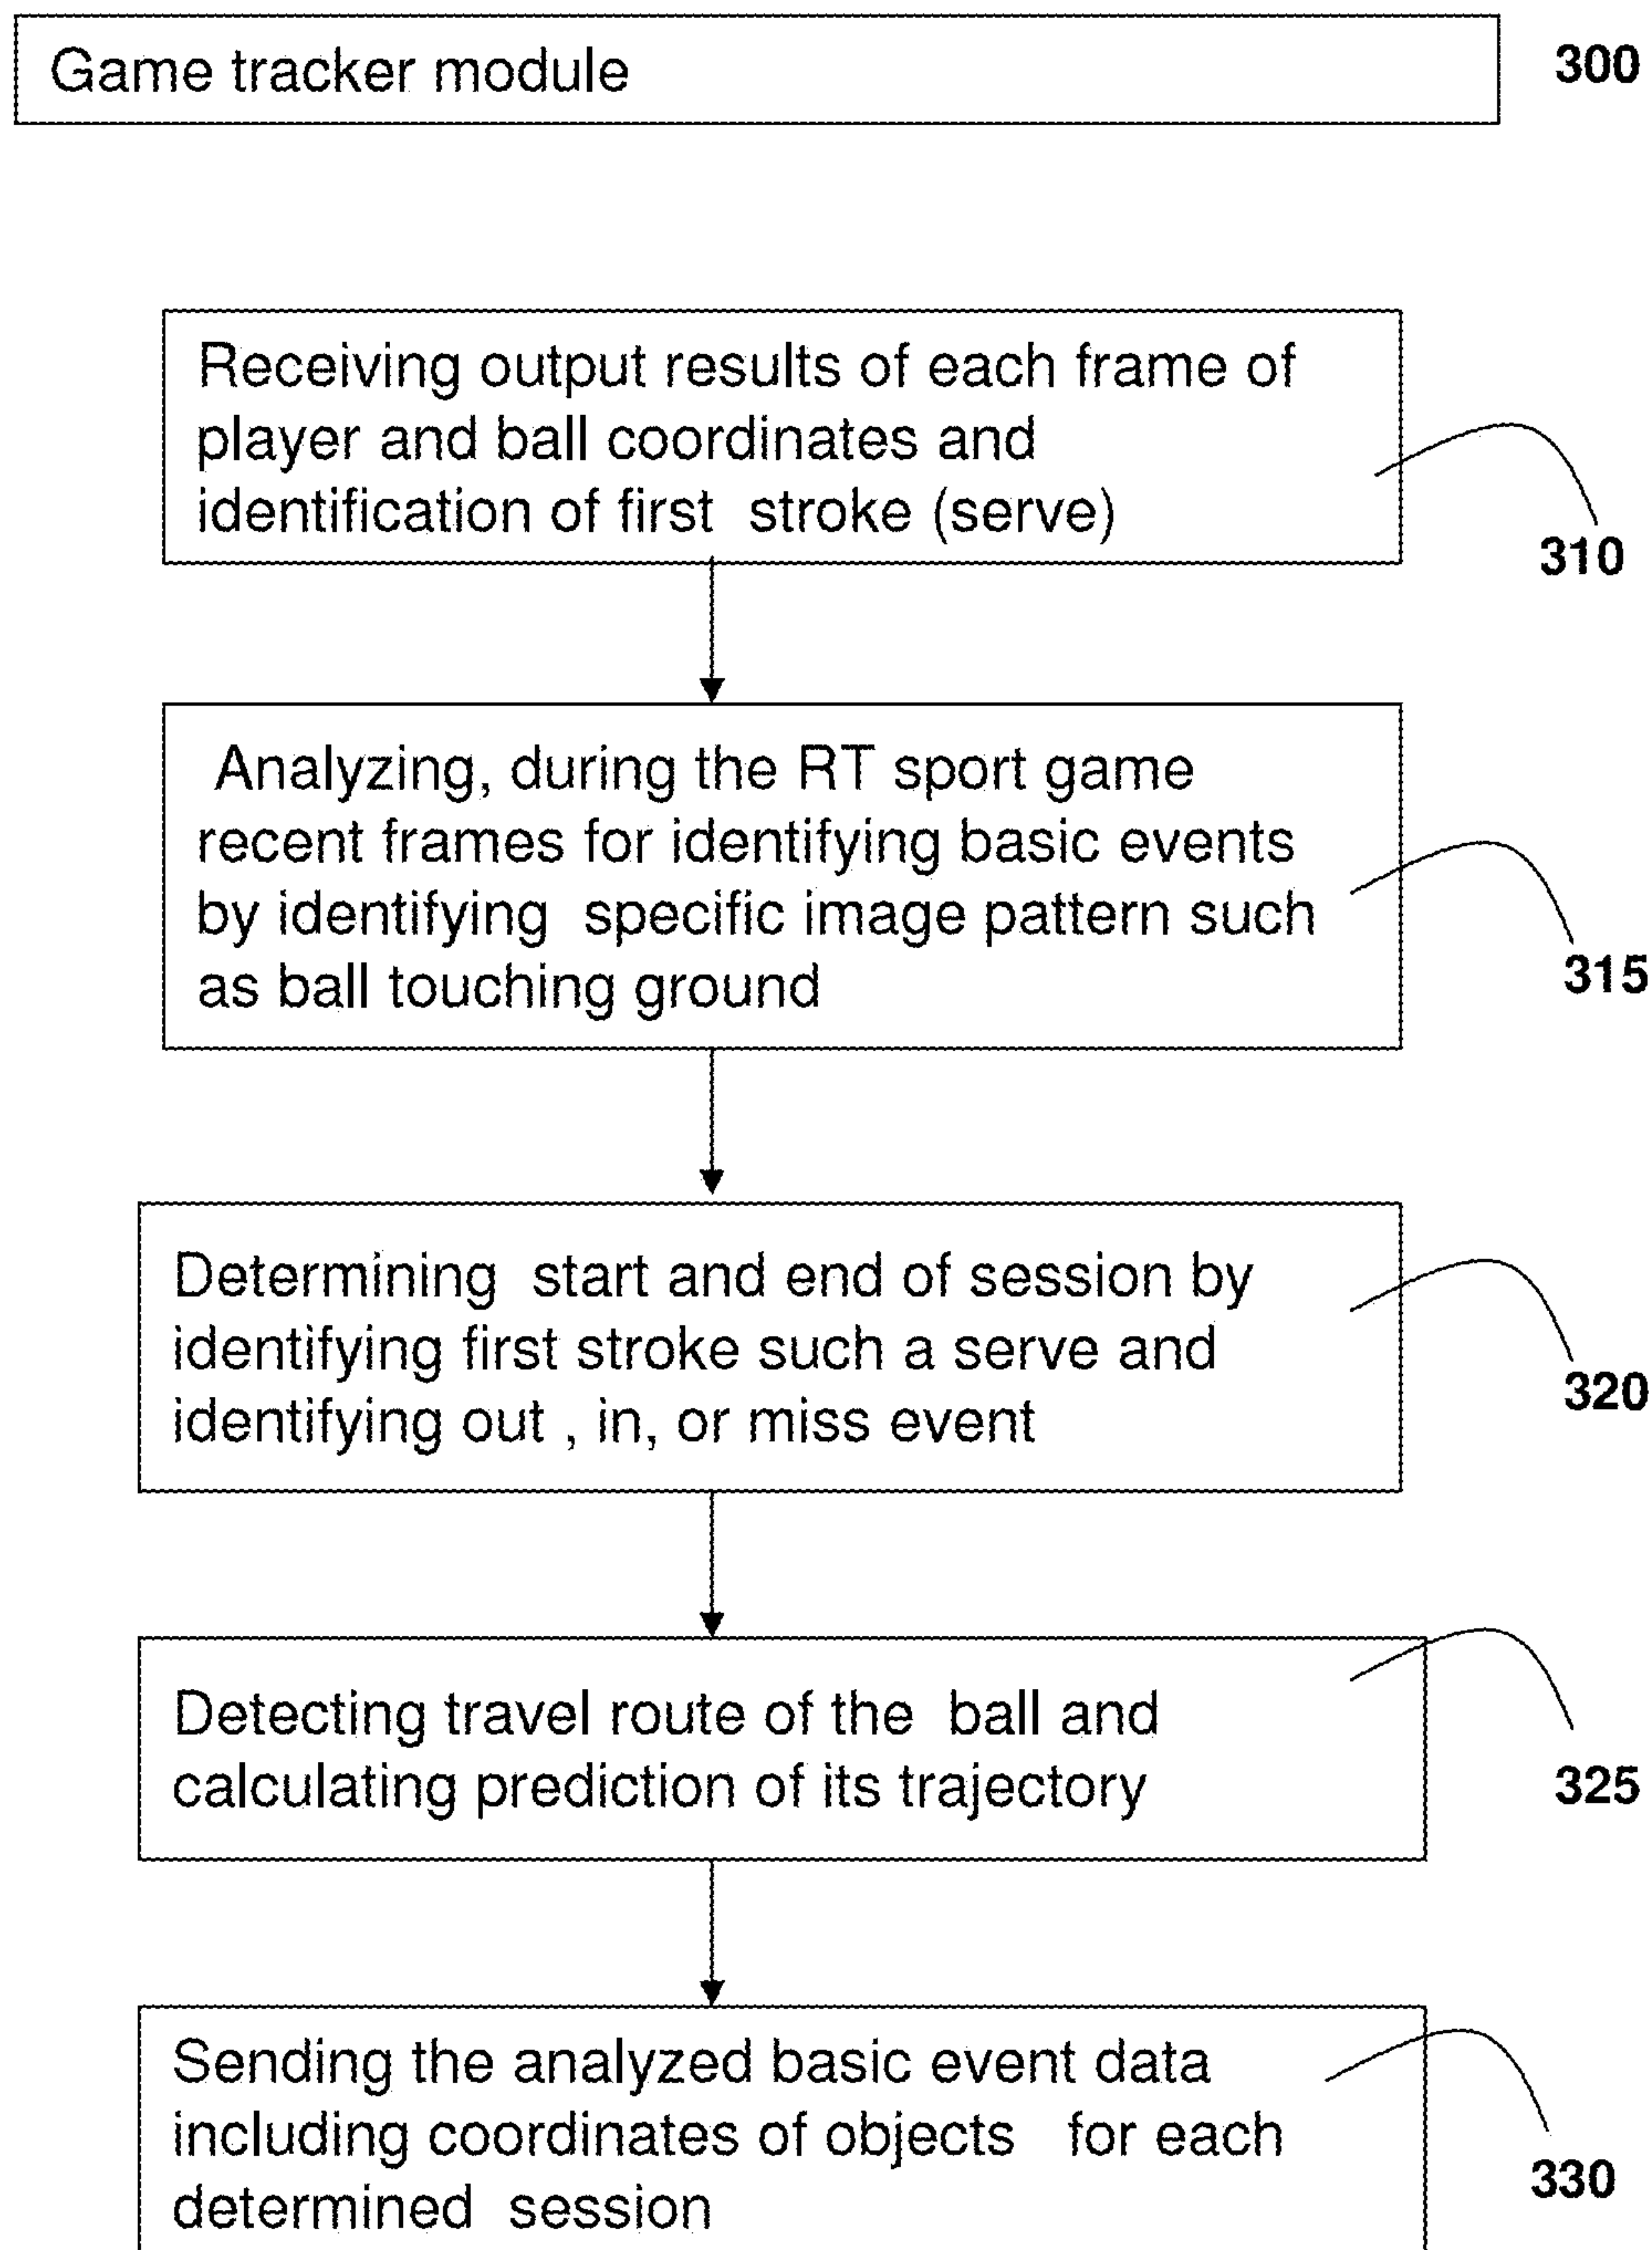 Game tracker module
300
Receiving output results of each frame of
player and ball coordinates and
identification of first stroke (serve)
310
Analyzing, during the RT sport game
recent frames for identifying basic events
by identifying specific image pattern such
as ball touching ground
315
Determining start and end of session by
identifying first stroke such a serve and
identifying out , in, or miss event
320
Detecting travel route of the ball and
calculating prediction of its trajectory
325
Sending the analyzed basic event data
including coordinates of objects for each
determined session
330